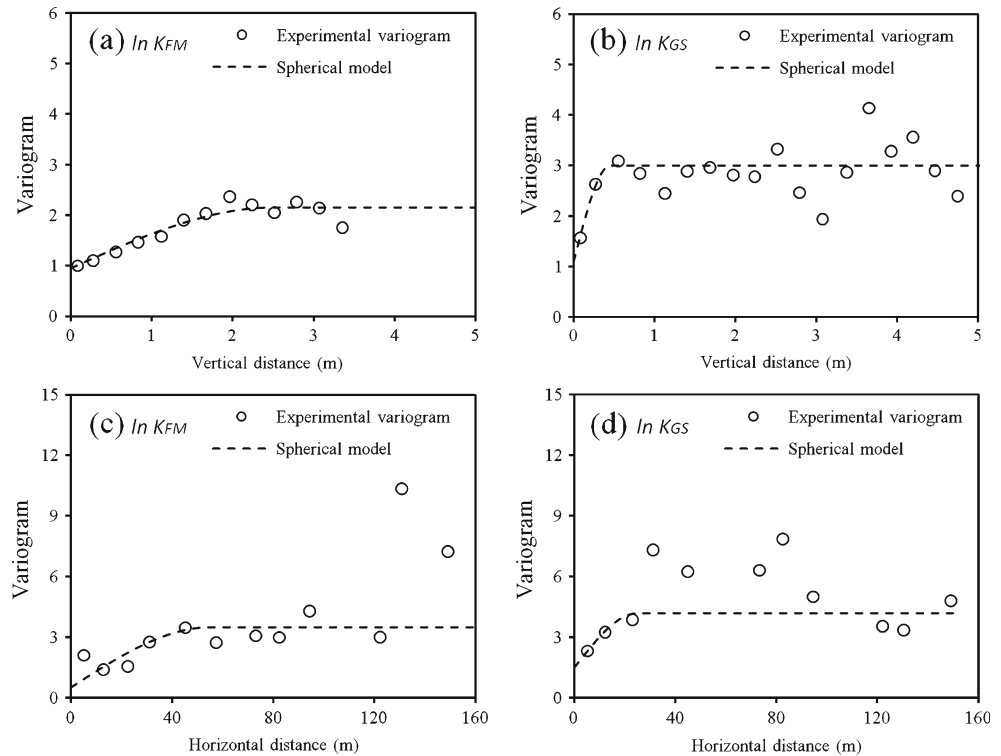 6
(a) ln KFM
Experimental variogram
5
Spherical model
4
3
2
1
0
Variogram
0 1 2 3 4 5
Vertical distance (m)
6
(b) ln KGS
Experimental variogram
5
Spherical model
4
3
2
1
0
Variogram
0 1 2 3 4 5
Vertical distance (m)
15
(c) ln KFM
Experimental variogram
12
Spherical model
9
6
3
0
Variogram
0 40 80 120 160
Horizontal distance (m)
15
(d) ln KGS
Experimental variogram
12
Spherical model
9
6
3
0
Variogram
0 40 80 120 160
Horizontal distance (m)